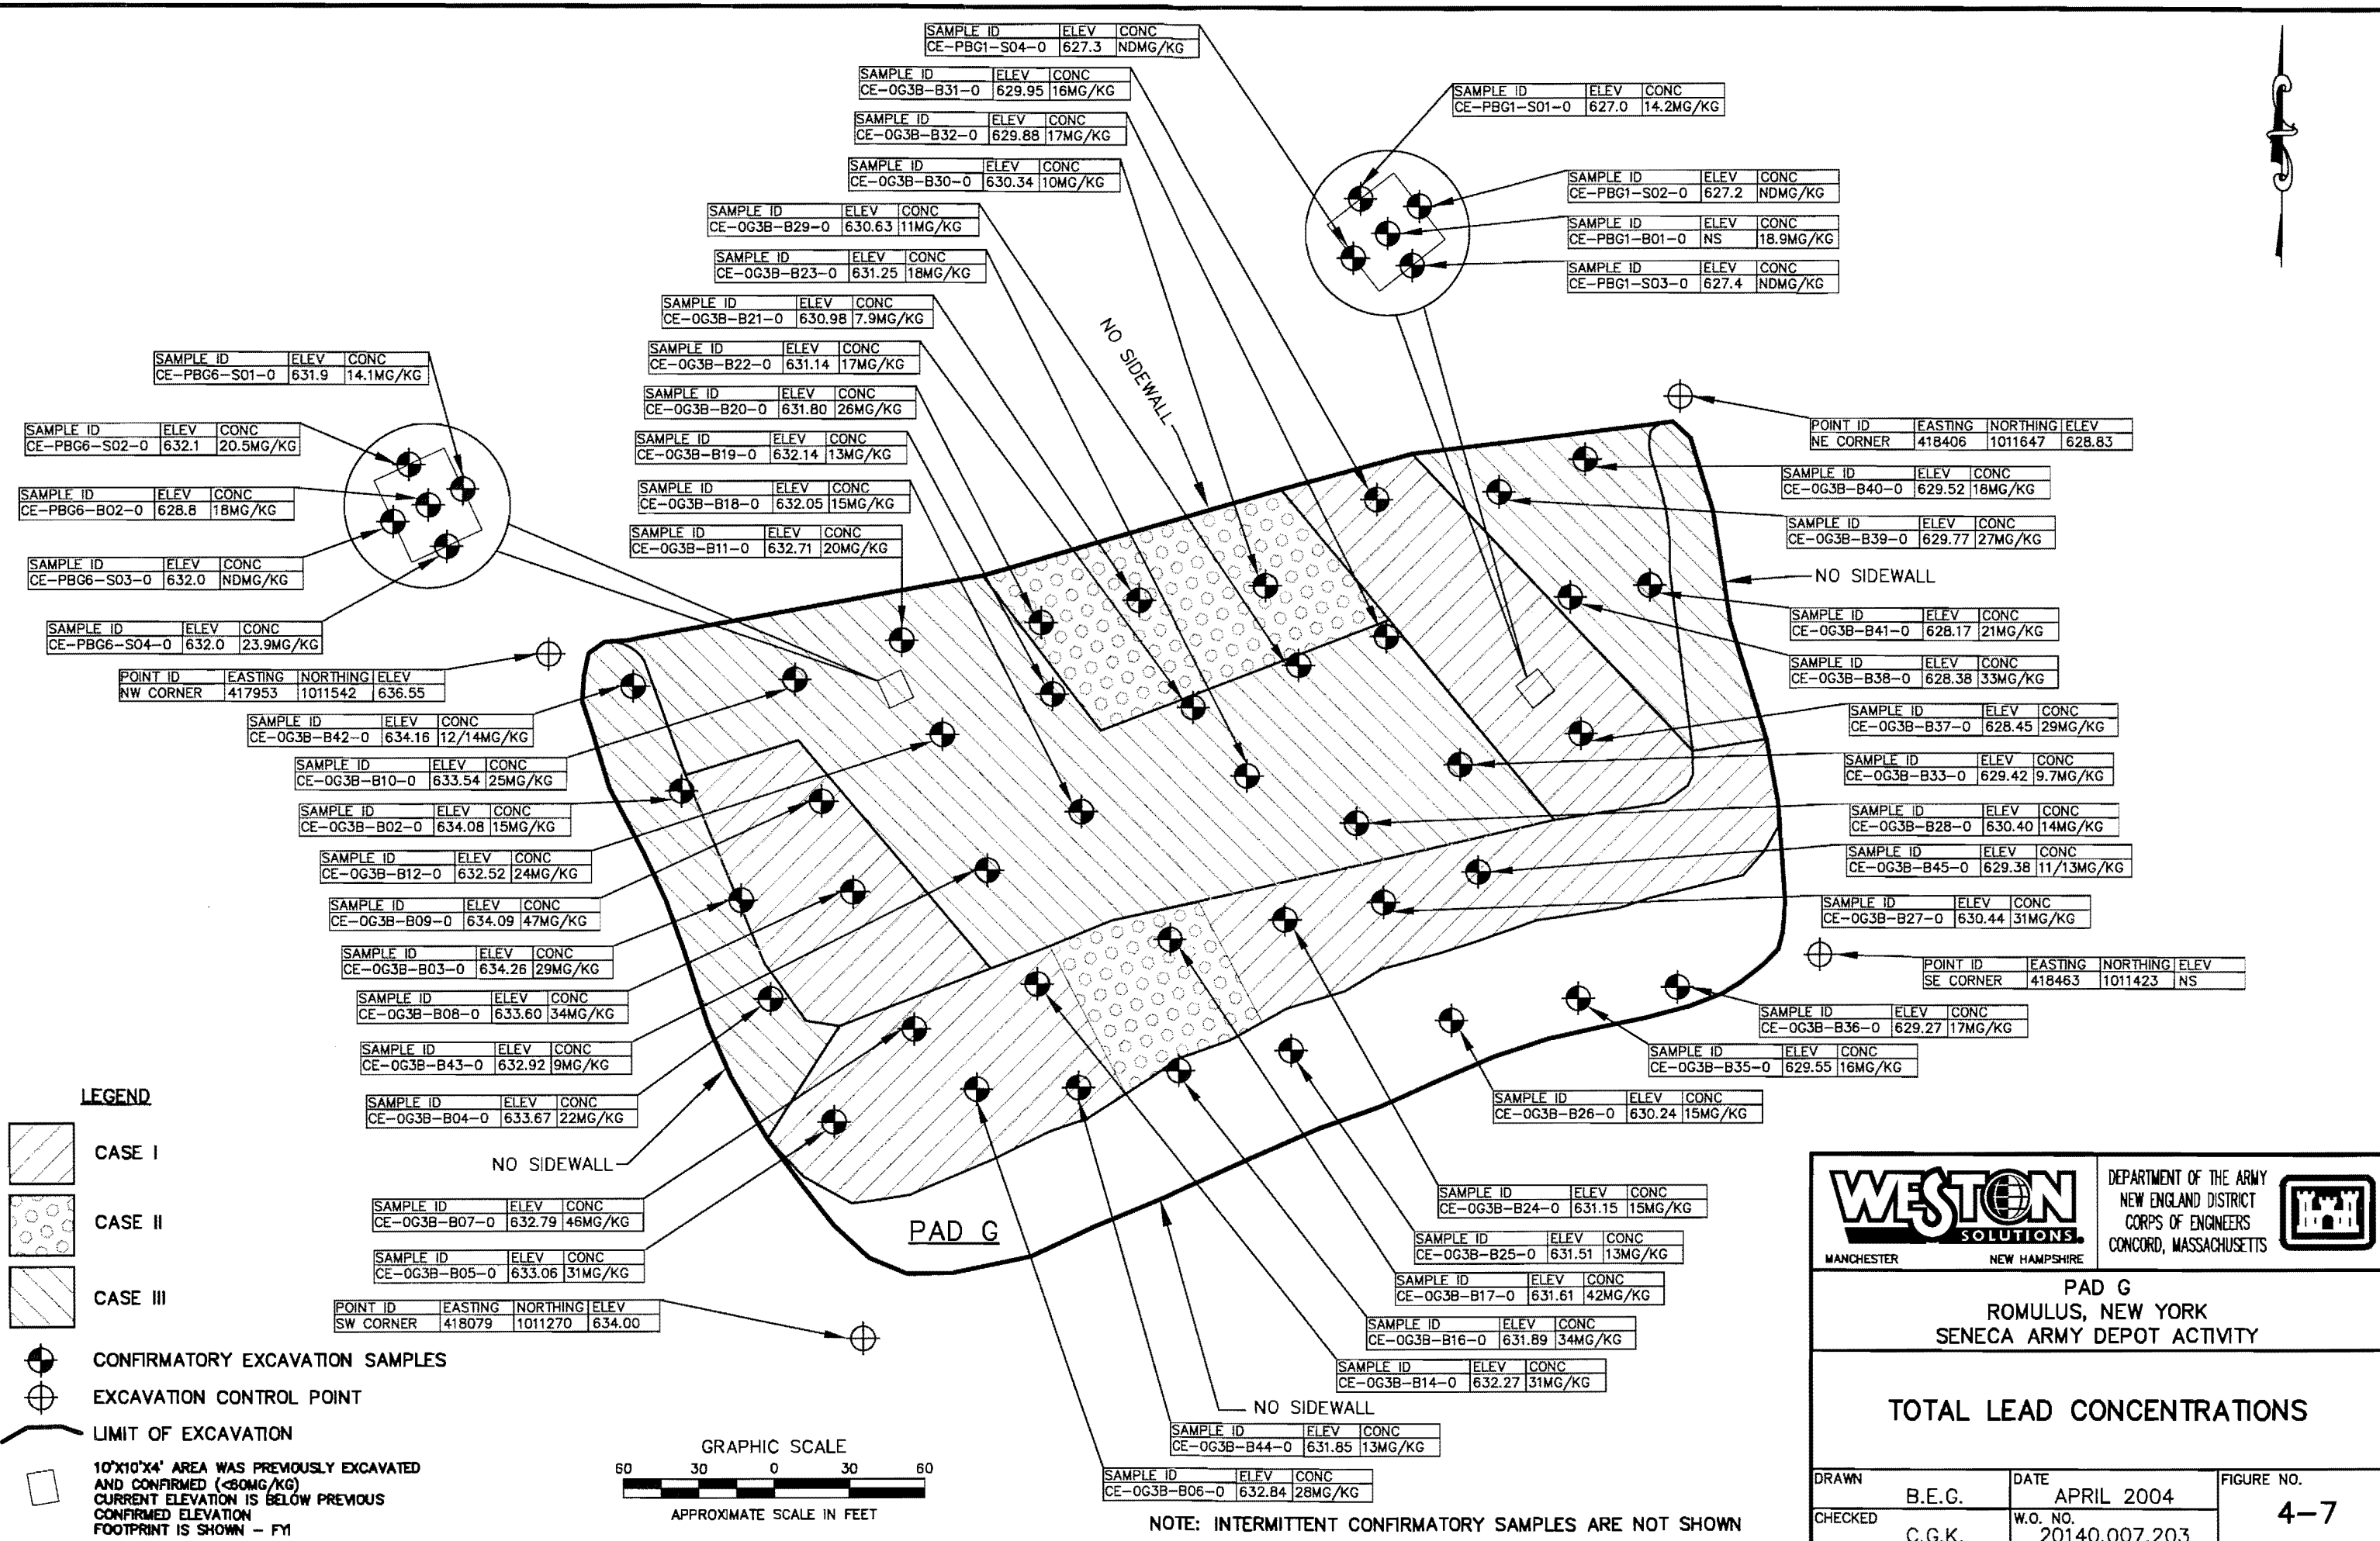 SAMPLE ID ELEV CONC
CE-PBG1-S04-0 627.3 NDMG/KG
SAMPLE ID ELEV CONC
CE-0G3B-B31-0 629.95 16MG/KG
SAMPLE ID ELEV CONC
CE-0G3B-B32-0 629.88 17MG/KG
SAMPLE ID ELEV CONC
CE-0G3B-B30-0 630.34 10MG/KG
SAMPLE ID ELEV CONC
CE-0G3B-B29-0 630.63 11MG/KG
SAMPLE ID ELEV CONC
CE-0G3B-B23-0 631.25 18MG/KG
SAMPLE ID ELEV CONC
CE-0G3B-B21-0 630.98 7.9MG/KG
SAMPLE ID ELEV CONC
CE-0G3B-B22-0 631.14 17MG/KG
SAMPLE ID ELEV CONC
CE-0G3B-B20-0 631.80 26MG/KG
SAMPLE ID ELEV CONC
CE-0G3B-B19-0 632.14 13MG/KG
SAMPLE ID ELEV CONC
CE-0G3B-B18-0 632.05 15MG/KG
SAMPLE ID ELEV CONC
CE-0G3B-B11-0 632.71 20MG/KG
SAMPLE ID ELEV CONC
CE-PBG1-S01-0 627.0 14.2MG/KG
SAMPLE ID ELEV CONC
CE-PBG1-S02-0 627.2 NDMG/KG
SAMPLE ID ELEV CONC
CE-PBG1-B01-0 NS 18.9MG/KG
SAMPLE ID ELEV CONC
CE-PBG1-S03-0 627.4 NDMG/KG
NO SIDEWALL
SAMPLE ID ELEV CONC
CE-PBG6-S01-0 631.9 14.1MG/KG
SAMPLE ID ELEV CONC
CE-PBG6-S02-0 632.1 20.5MG/KG
SAMPLE ID ELEV CONC
CE-PBG6-B02-0 628.8 18MG/KG
SAMPLE ID ELEV CONC
CE-PBG6-S03-0 632.0 NDMG/KG
SAMPLE ID ELEV CONC
CE-PBG6-S04-0 632.0 23.9MG/KG
POINT ID EASTING NORTHING ELEV
NW CORNER 417953 1011542 636.55
SAMPLE ID ELEV CONC
CE-0G3B-B42-0 634.16 12/14MG/KG
SAMPLE ID ELEV CONC
CE-0G3B-B10-0 633.54 25MG/KG
SAMPLE ID ELEV CONC
CE-0G3B-B02-0 634.08 15MG/KG
SAMPLE ID ELEV CONC
CE-0G3B-B12-0 632.52 24MG/KG
SAMPLE ID ELEV CONC
CE-0G3B-B09-0 634.09 47MG/KG
SAMPLE ID ELEV CONC
CE-0G3B-B03-0 634.26 29MG/KG
SAMPLE ID ELEV CONC
CE-0G3B-B08-0 633.60 34MG/KG
SAMPLE ID ELEV CONC
CE-0G3B-B43-0 632.92 9MG/KG
SAMPLE ID ELEV CONC
CE-0G3B-B04-0 633.67 22MG/KG
NO SIDEWALL
SAMPLE ID ELEV CONC
CE-0G3B-B07-0 632.79 46MG/KG
SAMPLE ID ELEV CONC
CE-0G3B-B05-0 633.06 31MG/KG
POINT ID EASTING NORTHING ELEV
SW CORNER 418079 1011270 634.00
POINT ID EASTING NORTHING ELEV
NE CORNER 418406 1011647 628.83
SAMPLE ID ELEV CONC
CE-0G3B-B40-0 629.52 18MG/KG
SAMPLE ID ELEV CONC
CE-0G3B-B39-0 629.77 27MG/KG
NO SIDEWALL
SAMPLE ID ELEV CONC
CE-0G3B-B41-0 628.17 21MG/KG
SAMPLE ID ELEV CONC
CE-0G3B-B38-0 628.38 33MG/KG
SAMPLE ID ELEV CONC
CE-0G3B-B37-0 628.45 29MG/KG
SAMPLE ID ELEV CONC
CE-0G3B-B33-0 629.42 9.7MG/KG
SAMPLE ID ELEV CONC
CE-0G3B-B28-0 630.40 14MG/KG
SAMPLE ID ELEV CONC
CE-0G3B-B45-0 629.38 11/13MG/KG
SAMPLE ID ELEV CONC
CE-0G3B-B27-0 630.44 31MG/KG
POINT ID EASTING NORTHING ELEV
SE CORNER 418463 1011423 NS
SAMPLE ID ELEV CONC
CE-0G3B-B36-0 629.27 17MG/KG
SAMPLE ID ELEV CONC
CE-0G3B-B35-0 629.55 16MG/KG
SAMPLE ID ELEV CONC
CE-0G3B-B26-0 630.24 15MG/KG
SAMPLE ID ELEV CONC
CE-0G3B-B24-0 631.15 15MG/KG
SAMPLE ID ELEV CONC
CE-0G3B-B25-0 631.51 13MG/KG
SAMPLE ID ELEV CONC
CE-0G3B-B17-0 631.61 42MG/KG
SAMPLE ID ELEV CONC
CE-0G3B-B16-0 631.89 34MG/KG
SAMPLE ID ELEV CONC
CE-0G3B-B14-0 632.27 31MG/KG
NO SIDEWALL
SAMPLE ID ELEV CONC
CE-0G3B-B44-0 631.85 13MG/KG
SAMPLE ID ELEV CONC
CE-0G3B-B06-0 632.84 28MG/KG
PAD G
LEGEND
CASE I
CASE II
CASE III
CONFIRMATORY EXCAVATION SAMPLES
EXCAVATION CONTROL POINT
LIMIT OF EXCAVATION
10'X10'X4' AREA WAS PREVIOUSLY EXCAVATED
AND CONFIRMED (<60MG/KG)
CURRENT ELEVATION IS BELOW PREVIOUS
CONFIRMED ELEVATION
FOOTPRINT IS SHOWN - FYI
GRAPHIC SCALE
60 30 0 30 60
APPROXIMATE SCALE IN FEET
NOTE: INTERMITTENT CONFIRMATORY SAMPLES ARE NOT SHOWN
WESTON
SOLUTIONS.
MANCHESTER NEW HAMPSHIRE
DEPARTMENT OF THE ARMY
NEW ENGLAND DISTRICT
CORPS OF ENGINEERS
CONCORD, MASSACHUSETTS
PAD G
ROMULUS, NEW YORK
SENECA ARMY DEPOT ACTIVITY
TOTAL LEAD CONCENTRATIONS
DRAWN B.E.G.
DATE APRIL 2004
FIGURE NO. 4-7
CHECKED C.G.K.
W.O. NO. 20140.007.203